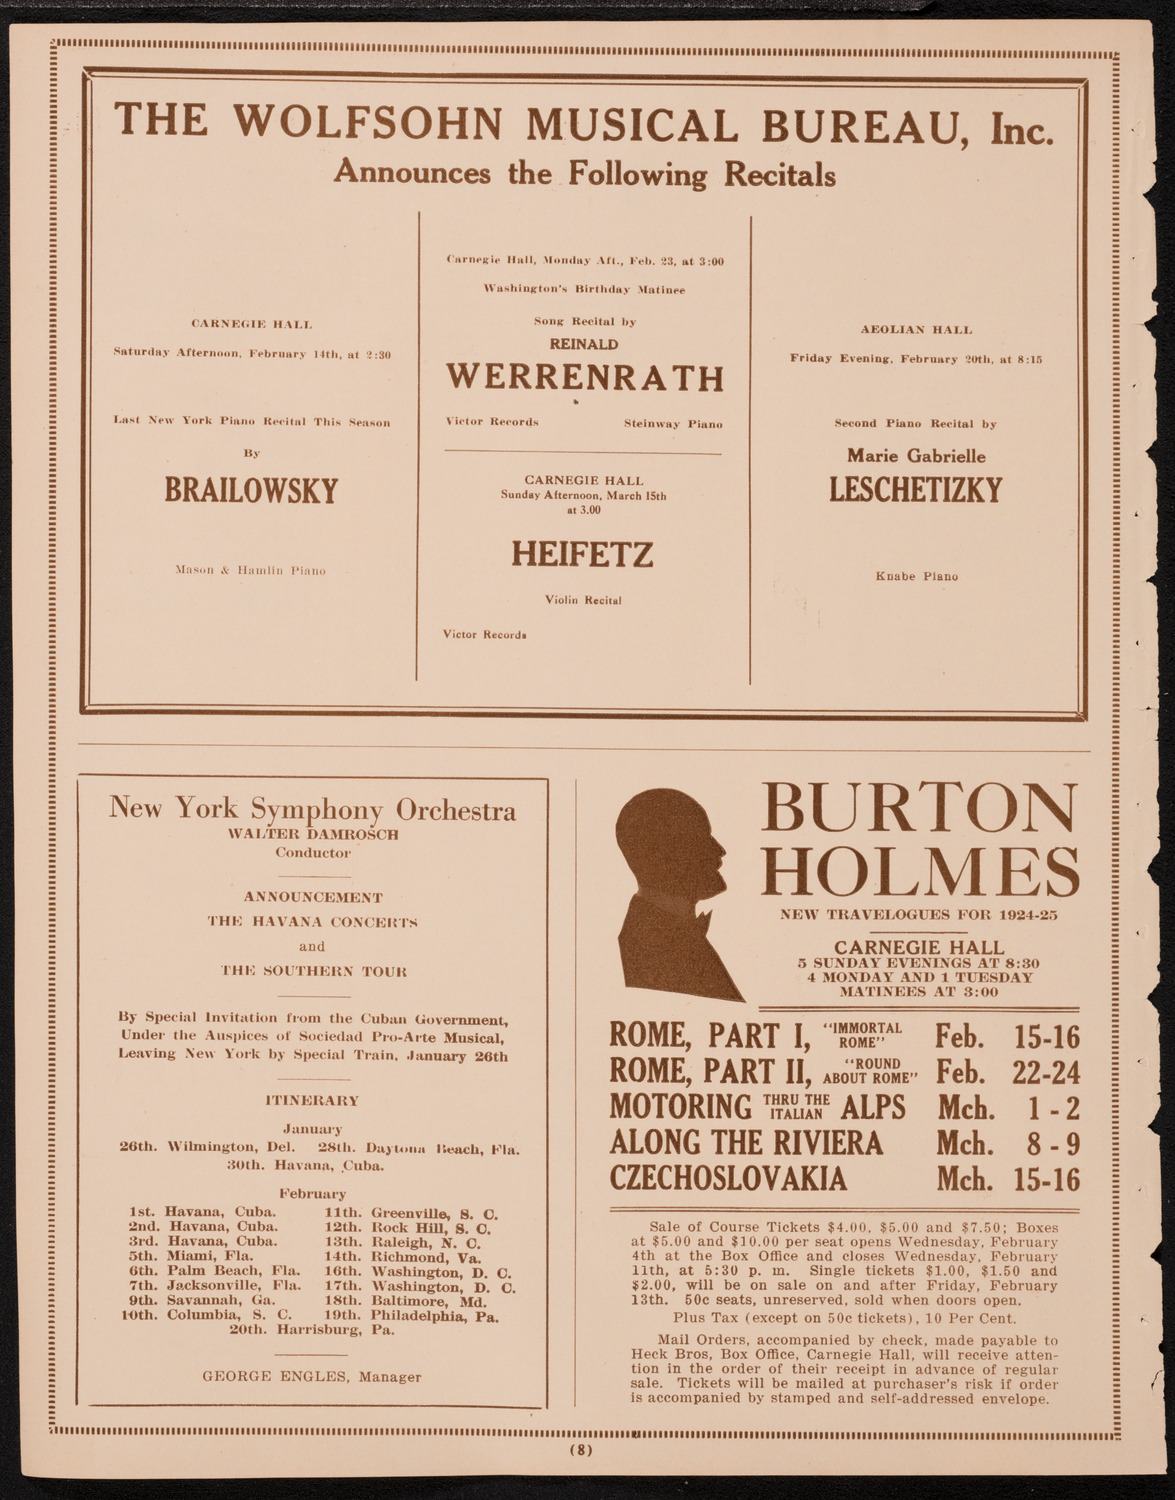 THE WOLFSOHN MUSICAL BUREAU, Inc.
Announces the Following Recitals
CARNEGIE HALL
Saturday Afternoon, February 14th, at 2:30
Last New York Piano Recital This Season
By
BRAILOWSKY
Mason & Hamlin Piano
Carnegie Hall, Monday Aft., Feb. 23, at 3:00
Washington's Birthday Matinee
Song Recital by
REINALD
WERRENRATH
Victor Records Steinway Piano
CARNEGIE HALL
Sunday Afternoon, March 15th
at 3.00
HEIFETZ
Violin Recital
Victor Records
AEOLIAN HALL
Friday Evening, February 20th, at 8:15
Second Piano Recital by
Marie Gabrielle
LESCHETIZKY
Knabe Piano
New York Symphony Orchestra
WALTER DAMROSCH
Conductor
ANNOUNCEMENT
THE HAVANA CONCERTS
and
THE SOUTHERN TOUR
By Special Invitation from the Cuban Government,
Under the Auspices of Sociedad Pro-Arte Musical,
Leaving New York by Special Train, January 26th
ITINERARY
January
26th. Wilmington, Del. 28th. Daytona Beach, Fla.
30th. Havana, Cuba.
February
1st. Havana, Cuba. 11th. Greenville, S. C.
2nd. Havana, Cuba. 12th. Rock Hill, S. C.
3rd. Havana, Cuba. 13th. Raleigh, N. C.
5th. Miami, Fla. 14th. Richmond, Va.
6th. Palm Beach, Fla. 16th. Washington, D. C.
7th. Jacksonville, Fla. 17th. Washington, D. C.
9th. Savannah, Ga. 18th. Baltimore, Md.
10th. Columbia, S. C. 19th. Philadelphia, Pa.
20th. Harrisburg, Pa.
GEORGE ENGLES, Manager
BURTON
HOLMES
NEW TRAVELOGUES FOR 1924-25
CARNEGIE HALL
5 SUNDAY EVENINGS AT 8:30
4 MONDAY AND 1 TUESDAY
MATINEES AT 3:00
ROME, PART I, "IMMORTAL ROME" Feb. 15-16
ROME, PART II, "ROUND ABOUT ROME" Feb. 22-24
MOTORING THRU THE ITALIAN ALPS Mch. 1 - 2
ALONG THE RIVIERA Mch. 8 - 9
CZECHOSLOVAKIA Mch. 15-16
Sale of Course Tickets $4.00, $5.00 and $7.50; Boxes
at $5.00 and $10.00 per seat opens Wednesday, February
4th at the Box Office and closes Wednesday, February
11th, at 5:30 p. m. Single tickets $1.00, $1.50 and
$2.00, will be on sale on and after Friday, February
13th. 50c seats, unreserved, sold when doors open.
Plus Tax (except on 50c tickets), 10 Per Cent.
Mail Orders, accompanied by check, made payable to
Heck Bros, Box Office, Carnegie Hall, will receive atten-
tion in the order of their receipt in advance of regular
sale. Tickets will be mailed at purchaser's risk if order
is accompanied by stamped and self-addressed envelope.
(8)